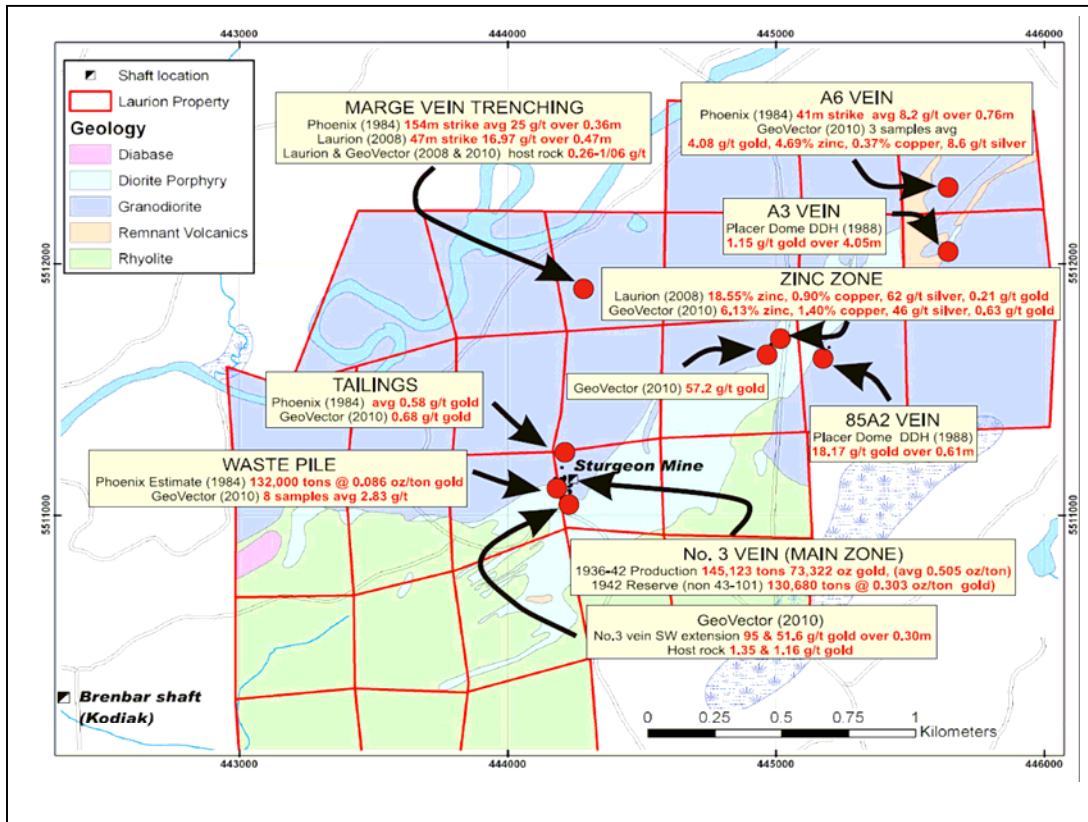 443000
444000
445000
446000
Shaft location
Laurion Property
Geology
Diabase
Diorite Porphyry
Granodiorite
Remnant Volcanics
Rhyolite
MARGE VEIN TRENCHING
Phoenix (1984) 154m strike avg 25 g/t over 0.36m
Laurion (2008) 47m strike 16.97 g/t over 0.47m
Laurion & GeoVector (2008 & 2010) host rock 0.26-1/06 g/t
A6 VEIN
Phoenix (1984) 41m strike avg 8.2 g/t over 0.76m
GeoVector (2010) 3 samples avg
4.08 g/t gold, 4.69% zinc, 0.37% copper, 8.6 g/t silver
A3 VEIN
Placer Dome DDH (1988)
1.15 g/t gold over 4.05m
5512000
5512000
ZINC ZONE
Laurion (2008) 18.55% zinc, 0.90% copper, 62 g/t silver, 0.21 g/t gold
GeoVector (2010) 6.13% zinc, 1.40% copper, 46 g/t silver, 0.63 g/t gold
GeoVector (2010) 57.2 g/t gold
TAILINGS
Phoenix (1984) avg 0.58 g/t gold
GeoVector (2010) 0.68 g/t gold
85A2 VEIN
Placer Dome DDH (1988)
18.17 g/t gold over 0.61m
WASTE PILE
Phoenix Estimate (1984) 132,000 tons @ 0.086 oz/ton gold
GeoVector (2010) 8 samples avg 2.83 g/t
Sturgeon Mine
5511000
5511000
No. 3 VEIN (MAIN ZONE)
1936-42 Production 145,123 tons 73,322 oz gold, (avg 0.505 oz/ton)
1942 Reserve (non 43-101) 130,680 tons @ 0.303 oz/ton gold)
GeoVector (2010)
No.3 vein SW extension 95 & 51.6 g/t gold over 0.30m
Host rock 1.35 & 1.16 g/t gold
Brenbar shaft
(Kodiak)
0 0.25 0.5 0.75 1
Kilometers
443000
444000
445000
446000